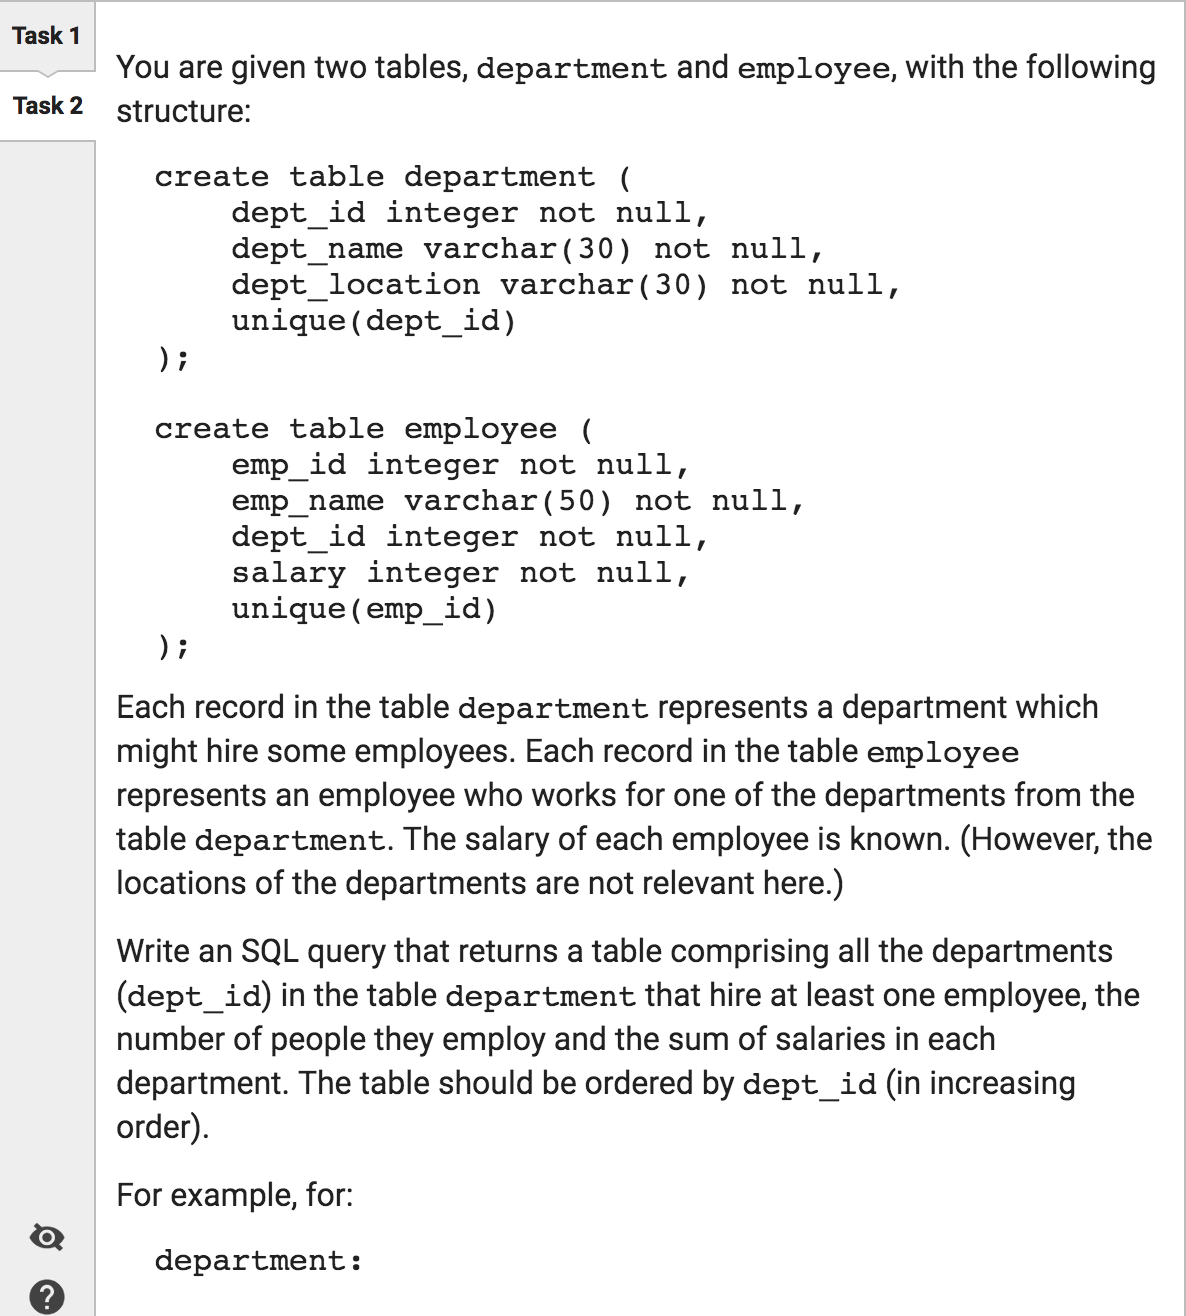 Task 1
Task 2
You are given two tables, department and employee, with the following
structure:
create table department (
dept_id integer not null,
dept_name varchar(30) not null,
dept_location varchar(30) not null,
unique(dept_id)
);
create table employee (
emp_id integer not null,
emp_name varchar(50) not null,
dept_id integer not null,
salary integer not null,
unique(emp_id)
);
Each record in the table department represents a department which
might hire some employees. Each record in the table employee
represents an employee who works for one of the departments from the
table department. The salary of each employee is known. (However, the
locations of the departments are not relevant here.)
Write an SQL query that returns a table comprising all the departments
(dept_id) in the table department that hire at least one employee, the
number of people they employ and the sum of salaries in each
department. The table should be ordered by dept_id (in increasing
order).
For example, for:
department:
?